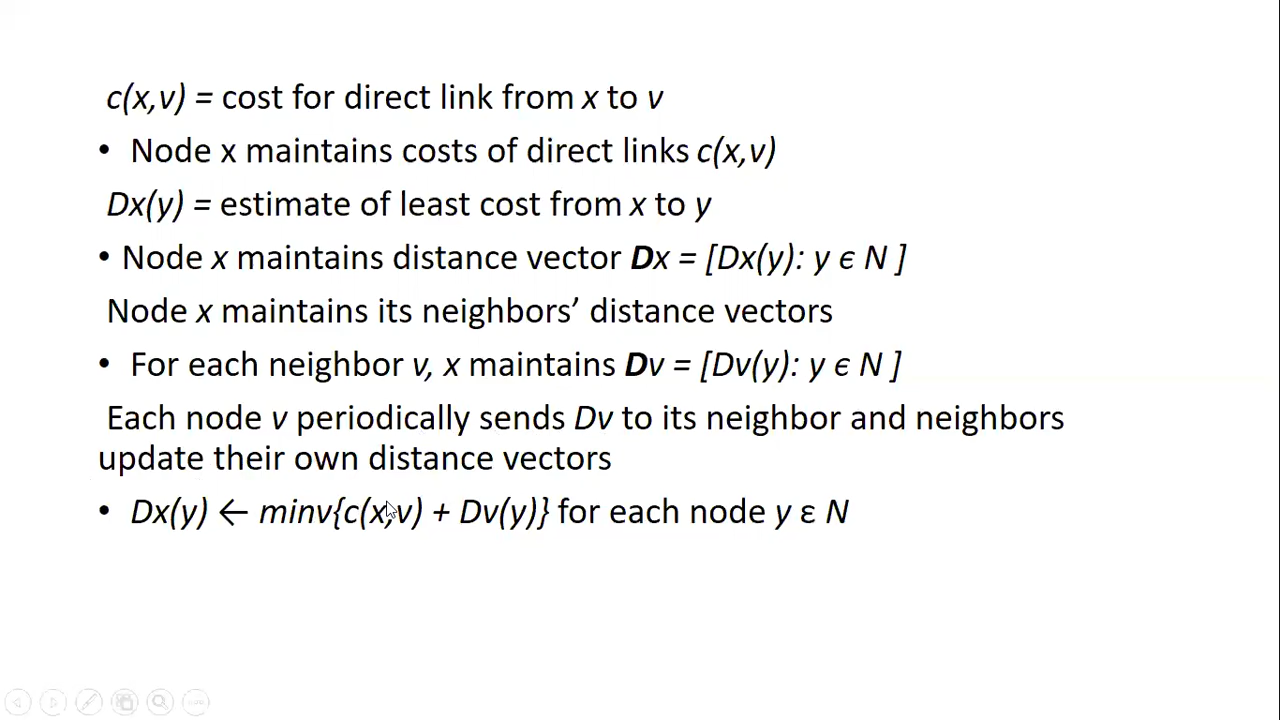 c(x,v) = cost for direct link from x to v
• Node x maintains costs of direct links c(x,v)
Dx(y) = estimate of least cost from x to y
• Node x maintains distance vector Dx = [Dx(y): y є N ]
Node x maintains its neighbors’ distance vectors
• For each neighbor v, x maintains Dv = [Dv(y): y є N ]
Each node v periodically sends Dv to its neighbor and neighbors
update their own distance vectors
• Dx(y) ← minv{c(x,v) + Dv(y)} for each node y ε N